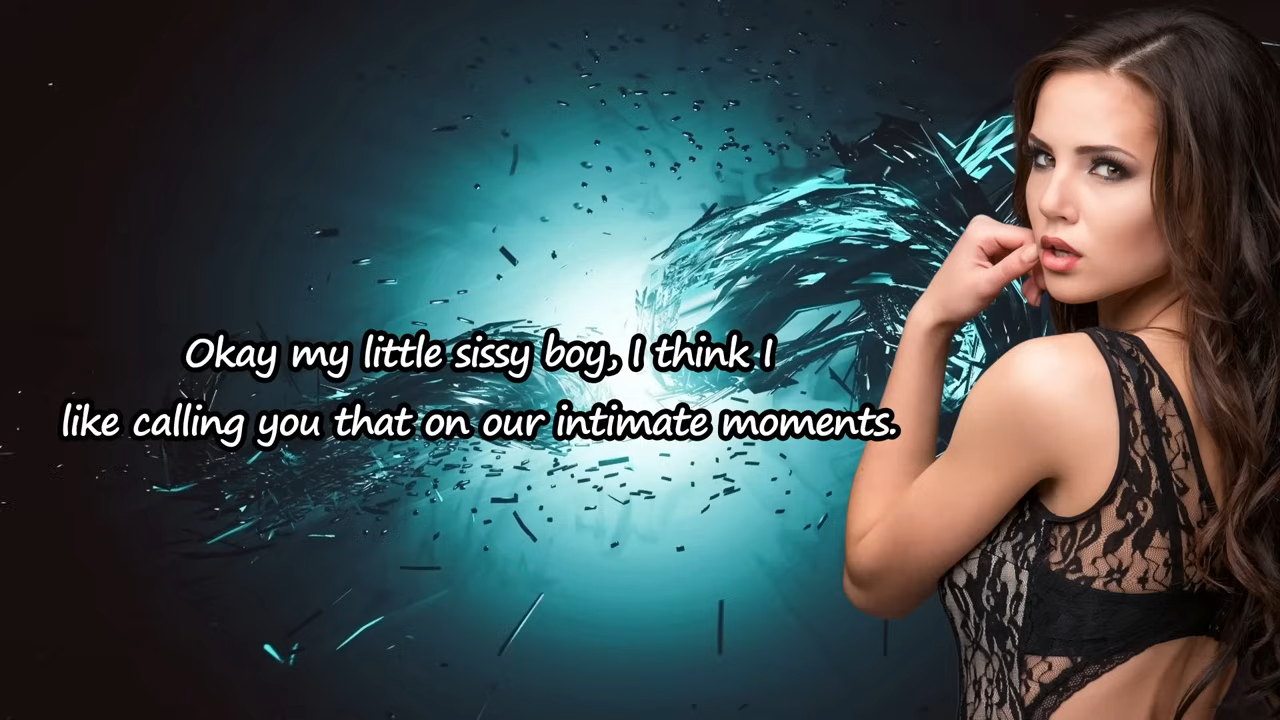 Okay my little sissy boy, I think I
like calling you that on our intimate moments.